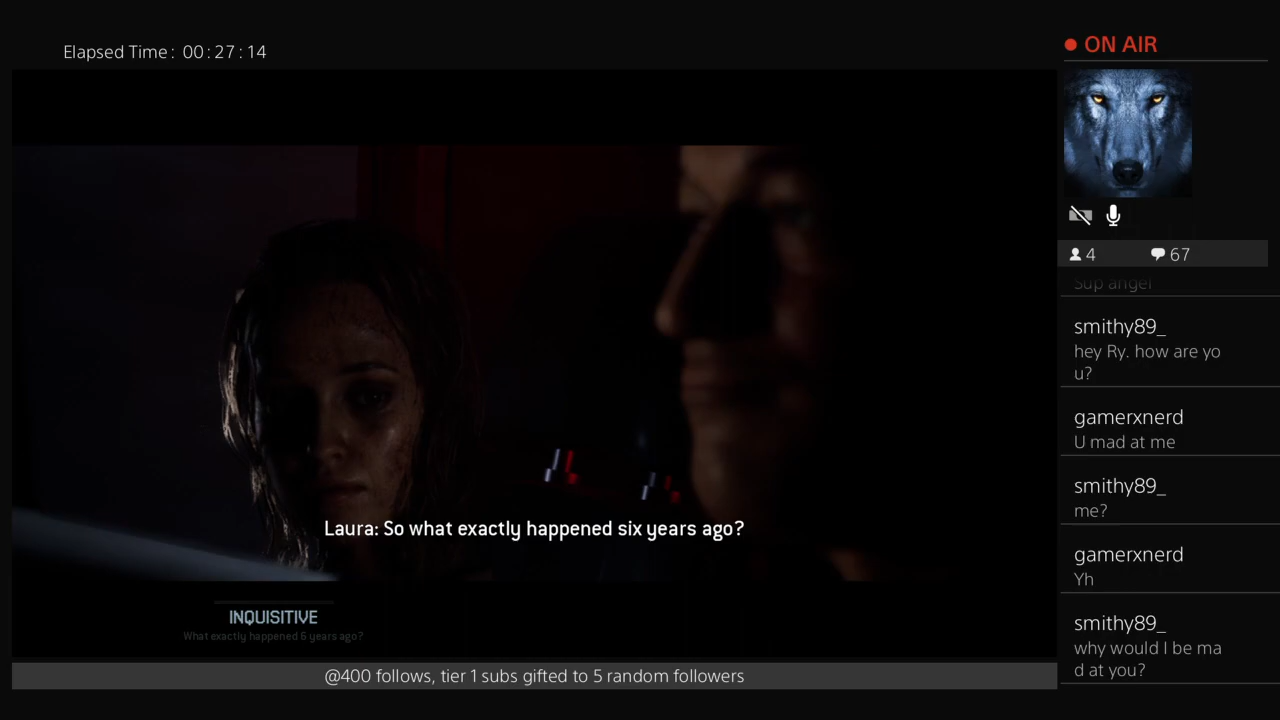 Elapsed Time: 00:27:14
ON AIR
4
67
Sup angel
smithy89_
hey Ry. how are yo
u?
gamerxnerd
U mad at me
smithy89_
me?
gamerxnerd
Yh
smithy89_
why would I be ma
d at you?
Laura: So what exactly happened six years ago?
INQUISITIVE
What exactly happened 6 years ago?
@400 follows, tier 1 subs gifted to 5 random followers